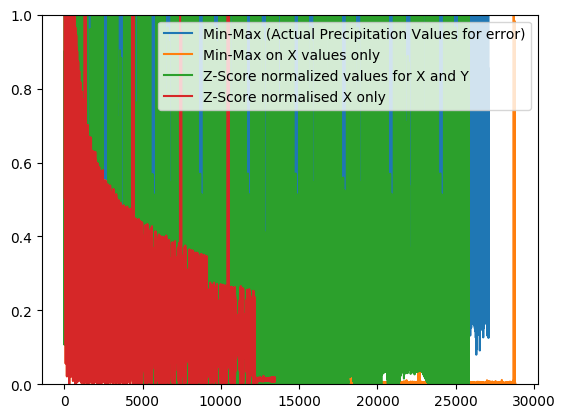 1.0
0.8
0.6
0.4
0.2
0.0
Min-Max (Actual Precipitation Values for error)
Min-Max on X values only
Z-Score normalized values for X and Y
Z-Score normalised X only
0 5000 10000 15000 20000 25000 30000